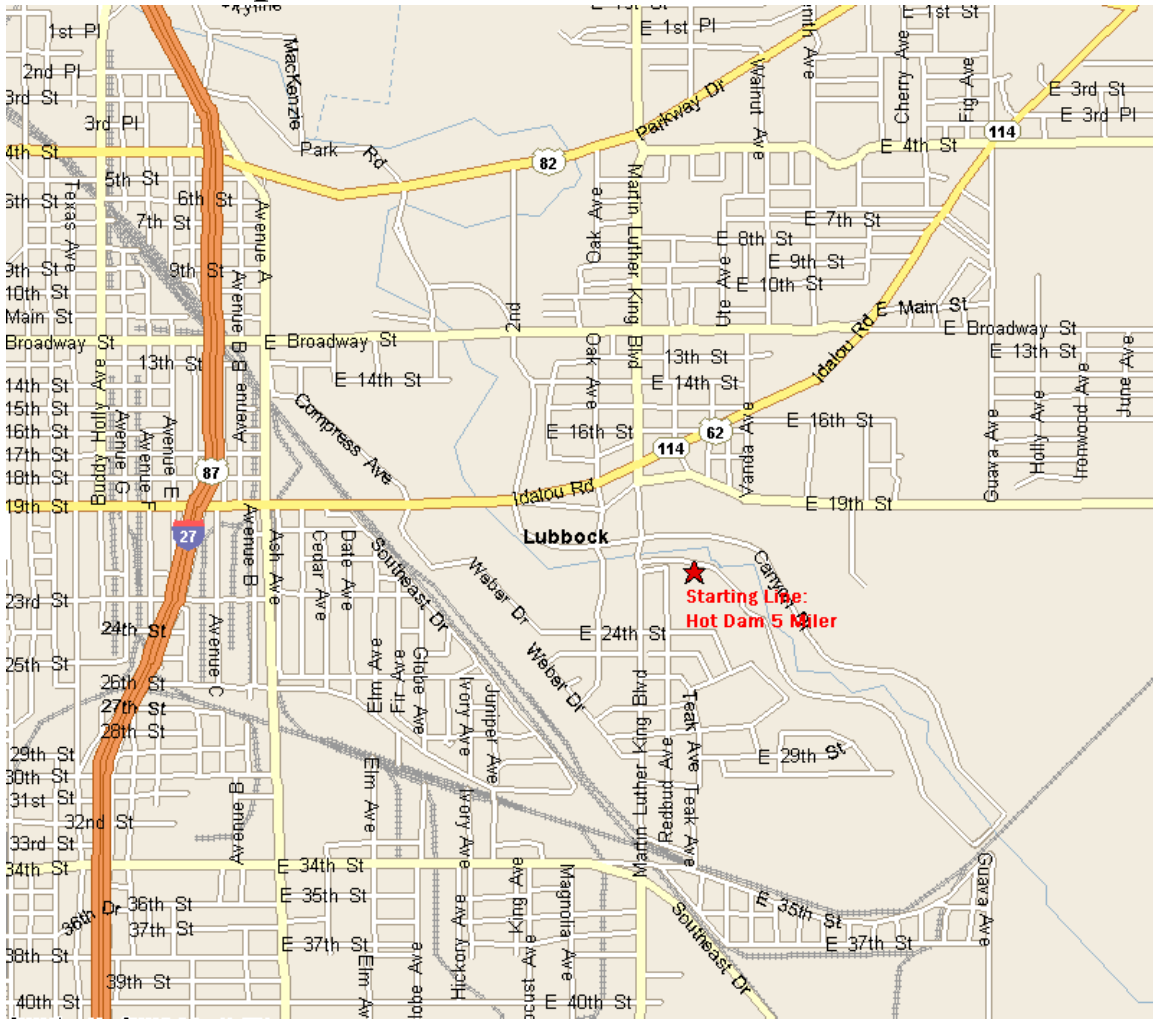 E 1st St
1st Pl
E 1st Pl
MacKenzie
Walnut Ave
Cherry Ave
Fig Ave
2nd Pl
3rd St
E 3rd St
E 3rd Pl
3rd Pl
Parkway Dr
114
4th St
Park Rd
82
E 4th St
Texas Ave
5th St
6th St
6th St
7th St
Avenue A
Oak Ave
Martin Luther King Blvd
E 7th St
E 8th St
Ute Ave
E 9th St
E 10th St
9th St
10th St
Avenue B
2nd
E Main St
Main St
Broadway St
E Broadway St
E Broadway St
Idalou Rd
13th St
13th St
E 13th St
June Ave
14th St
E 14th St
E 14th St
Oak Ave
15th St
Compress Ave
16th St
E 16th St
E 16th St
62
114
Vanda Ave
Guava Ave
Holly Ave
Ironwood Ave
Buddy Holly Ave
Avenue G
Avenue F
Avenue E
Avenue B
17th St
18th St
87
19th St
Idalou Rd
E 19th St
27
Avenue B
Ash Ave
Cedar Ave
Date Ave
Southeast Dr
Lubbock
Weber Dr
Canyon
Starting Line:
Hot Dam 5 Miler
23rd St
24th St
E 24th St
Avenue C
25th St
Elm Ave
Fir Ave
Globe Ave
Ivory Ave
Juniper Ave
Weber Dr
Martin Luther King Blvd
Redbud Ave
Teak Ave
Teak Ave
26th St
27th St
28th St
29th St
E 29th St
30th St
31st St
32nd St
33rd St
Avenue B
Elm Ave
Ivory Ave
34th St
E 34th St
Guava Ave
E 35th St
E 35th St
36th Dr
36th St
37th St
E 37th St
E 37th St
38th St
39th St
40th St
E 40th St
Elm Av
Hickory Ave
King Ave
Magnolia Ave
Southeast Dr